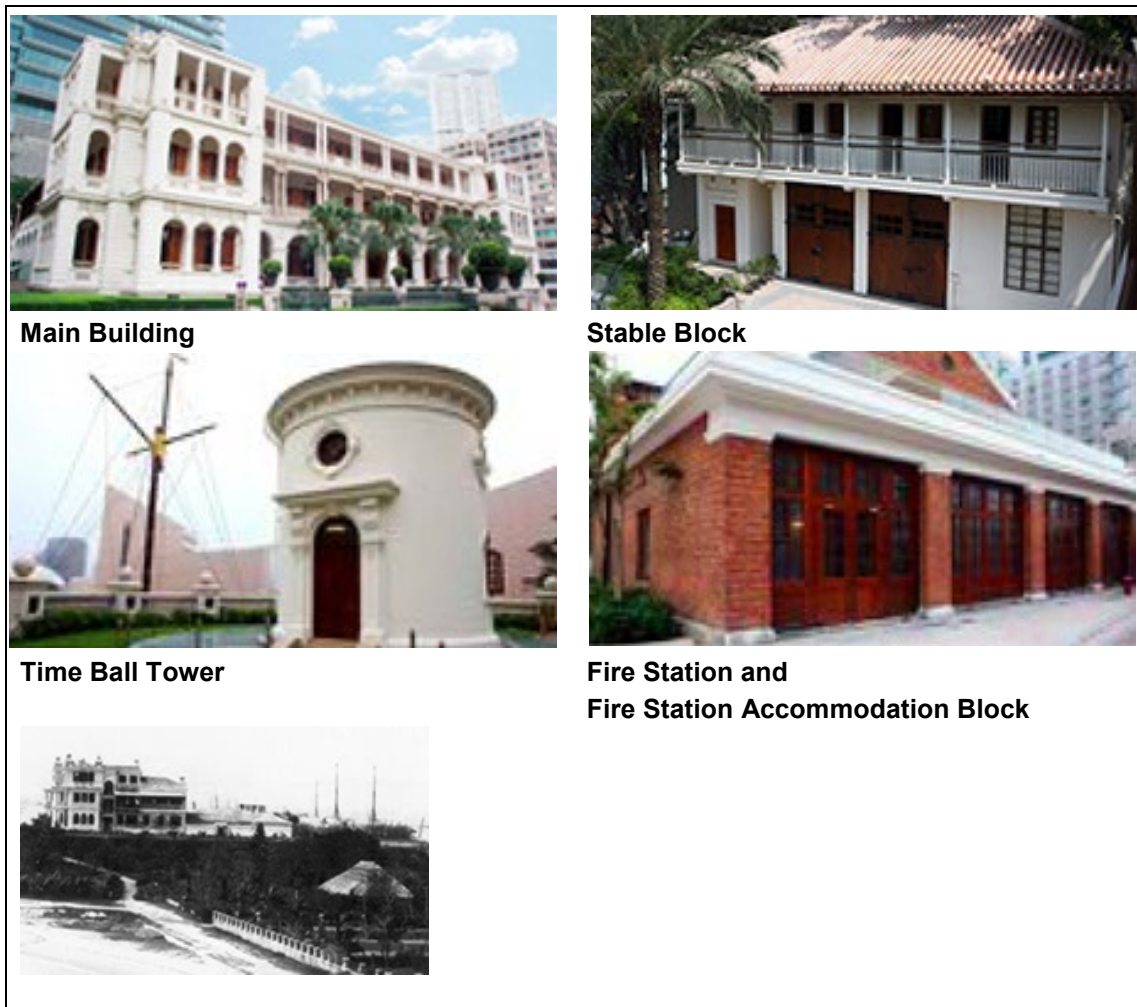 Main Building
Stable Block
Time Ball Tower
Fire Station and
Fire Station Accommodation Block